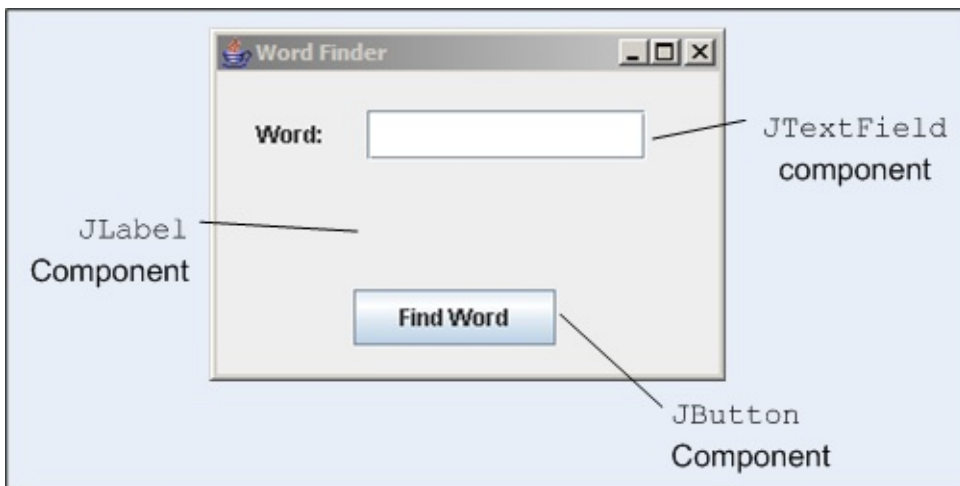 Word Finder
Word:
JTextField
component
JLabel
Component
Find Word
JButton
Component